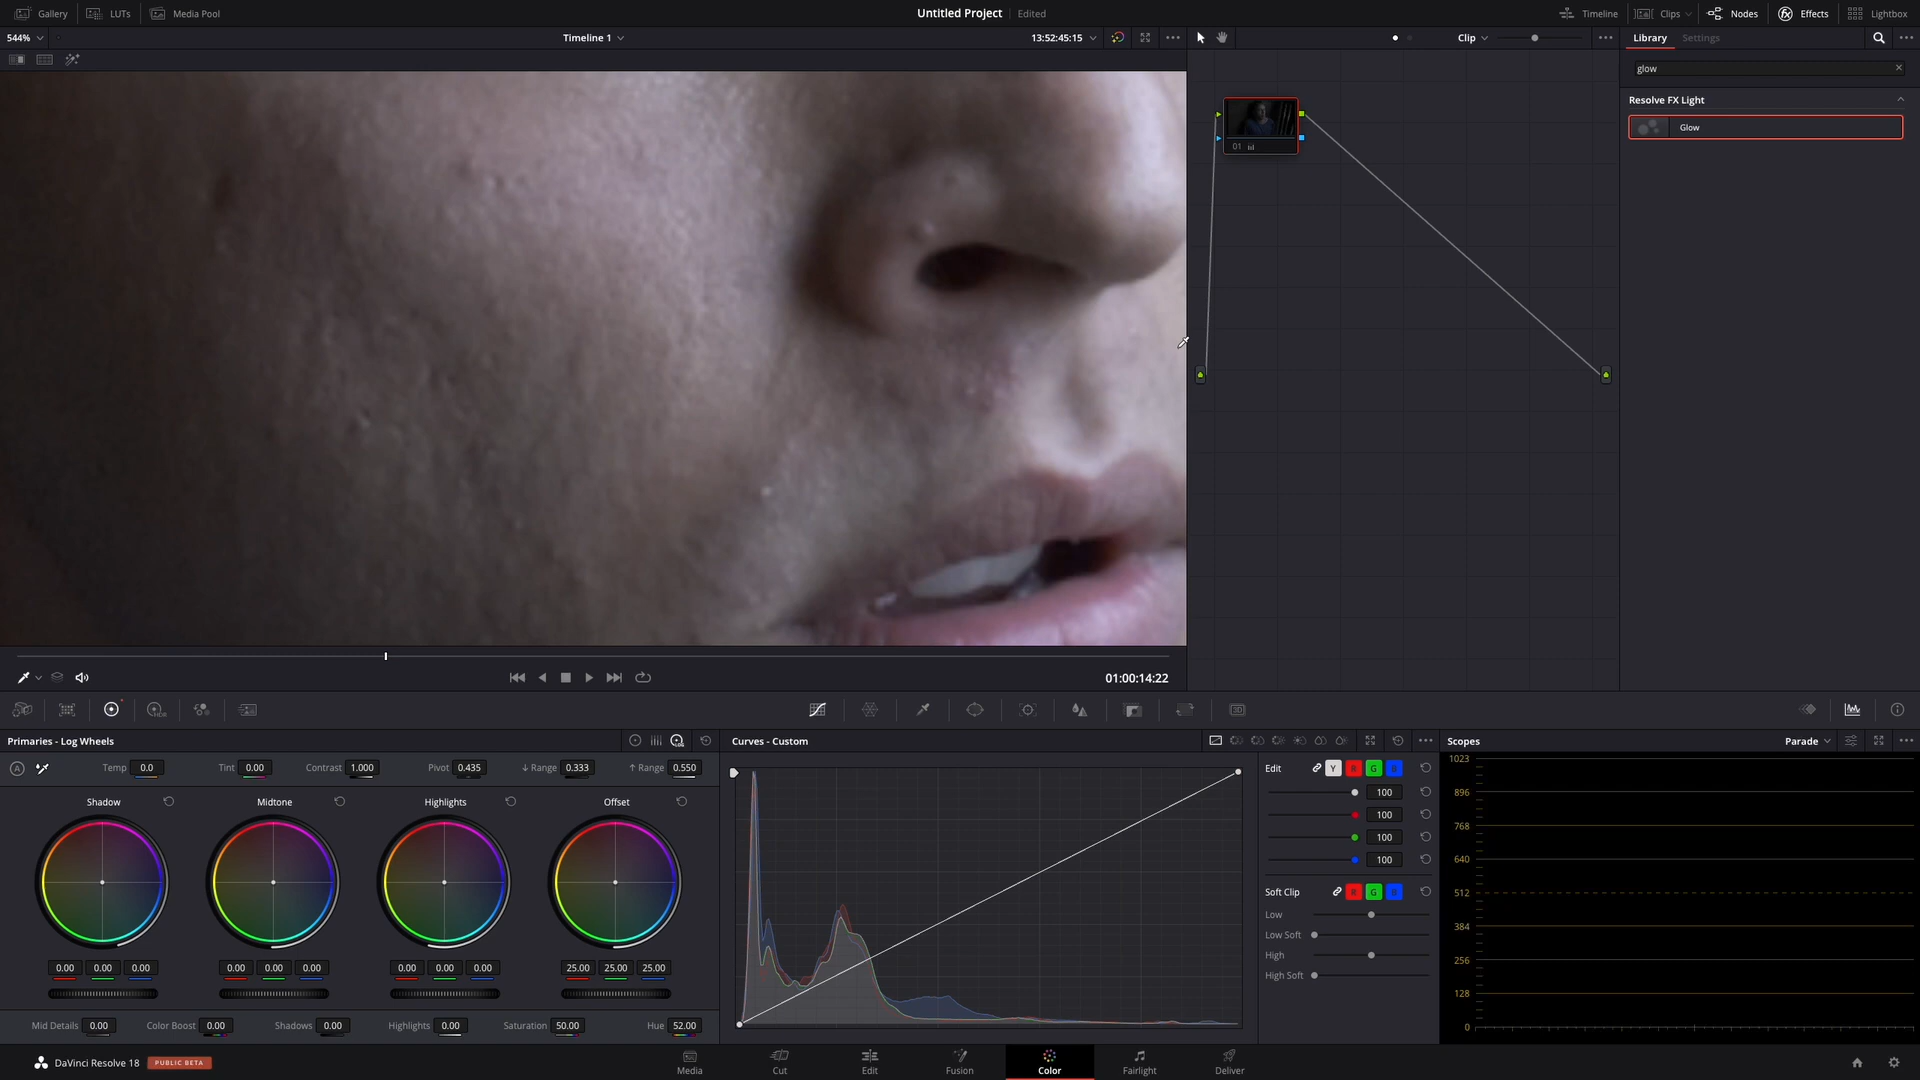 Gallery LUTs Media Pool Untitled Project Edited Timeline Clips Nodes Effects Lightbox
544% Timeline 1 13:52:45:15 Clip Library Settings
glow
Resolve FX Light
Glow
01
01:00:14:22
HDR
3D
Primaries - Log Wheels Curves - Custom Scopes Parade
A Temp 0.0 Tint 0.00 Contrast 1.000 Pivot 0.435 ↓ Range 0.333 ↑ Range 0.550
Edit Y R G B
Shadow Midtone Highlights Offset
100
100
100
100
Soft Clip R G B
Low
Low Soft
High
High Soft
1023
896
768
640
512
384
256
128
0
0.00 0.00 0.00 0.00 0.00 0.00 0.00 0.00 0.00 25.00 25.00 25.00
Mid Details 0.00 Color Boost 0.00 Shadows 0.00 Highlights 0.00 Saturation 50.00 Hue 52.00
DaVinci Resolve 18 PUBLIC BETA
Media Cut Edit Fusion Color Fairlight Deliver